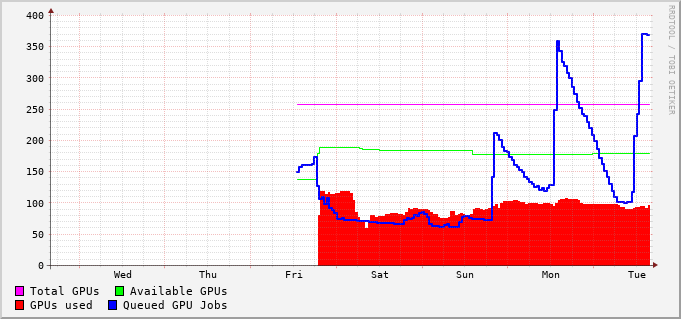 RRDTOOL / TOBI OETIKER
400
350
300
250
200
150
100
50
0
Wed Thu Fri Sat Sun Mon Tue
Total GPUs Available GPUs
GPUs used Queued GPU Jobs